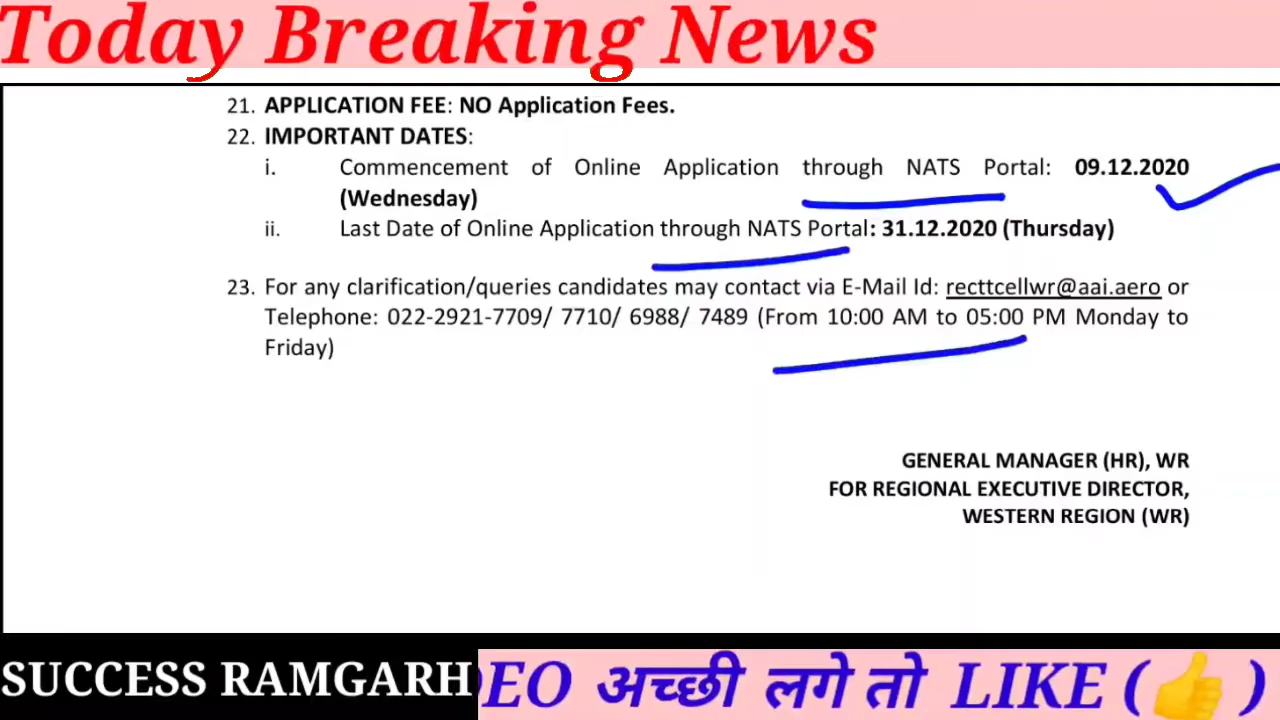 Today Breaking News
21. APPLICATION FEE: NO Application Fees.
22. IMPORTANT DATES:
i. Commencement of Online Application through NATS Portal: 09.12.2020
(Wednesday)
ii. Last Date of Online Application through NATS Portal: 31.12.2020 (Thursday)
23. For any clarification/queries candidates may contact via E-Mail Id: recttcellwr@aai.aero or
Telephone: 022-2921-7709/ 7710/ 6988/ 7489 (From 10:00 AM to 05:00 PM Monday to
Friday)
GENERAL MANAGER (HR), WR
FOR REGIONAL EXECUTIVE DIRECTOR,
WESTERN REGION (WR)
SUCCESS RAMGARH DEO अच्छी लगे तो LIKE (👍)